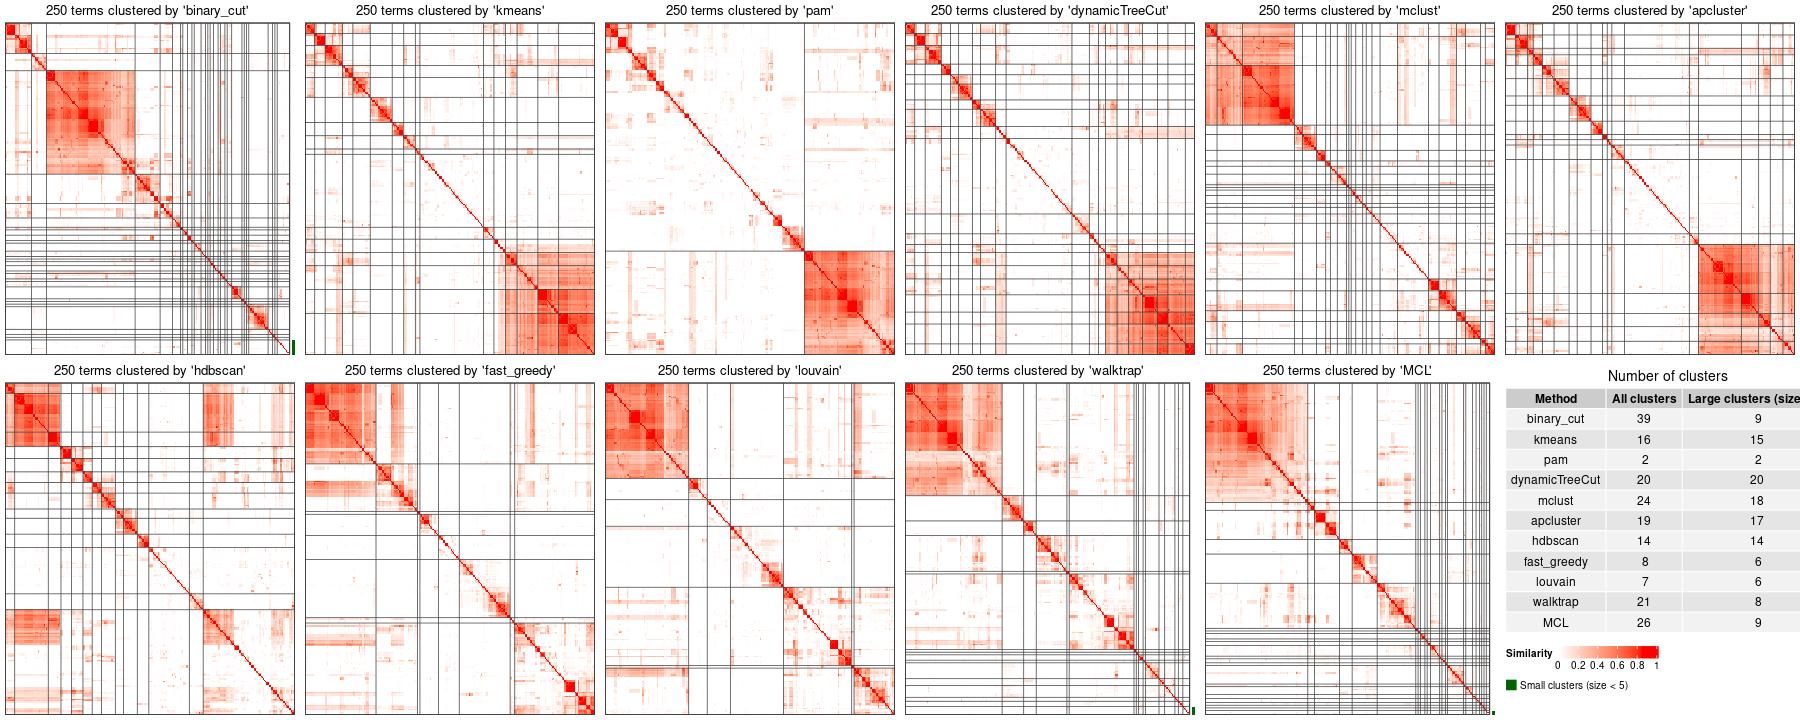 250 terms clustered by 'binary_cut'
250 terms clustered by 'kmeans'
250 terms clustered by 'pam'
250 terms clustered by 'dynamicTreeCut'
250 terms clustered by 'mclust'
250 terms clustered by 'apcluster'
250 terms clustered by 'hdbscan'
250 terms clustered by 'fast_greedy'
250 terms clustered by 'louvain'
250 terms clustered by 'walktrap'
250 terms clustered by 'MCL'
Number of clusters
Method All clusters Large clusters (size
binary_cut 39 9
kmeans 16 15
pam 2 2
dynamicTreeCut 20 20
mclust 24 18
apcluster 19 17
hdbscan 14 14
fast_greedy 8 6
louvain 7 6
walktrap 21 8
MCL 26 9
Similarity
0 0.2 0.4 0.6 0.8 1
Small clusters (size < 5)